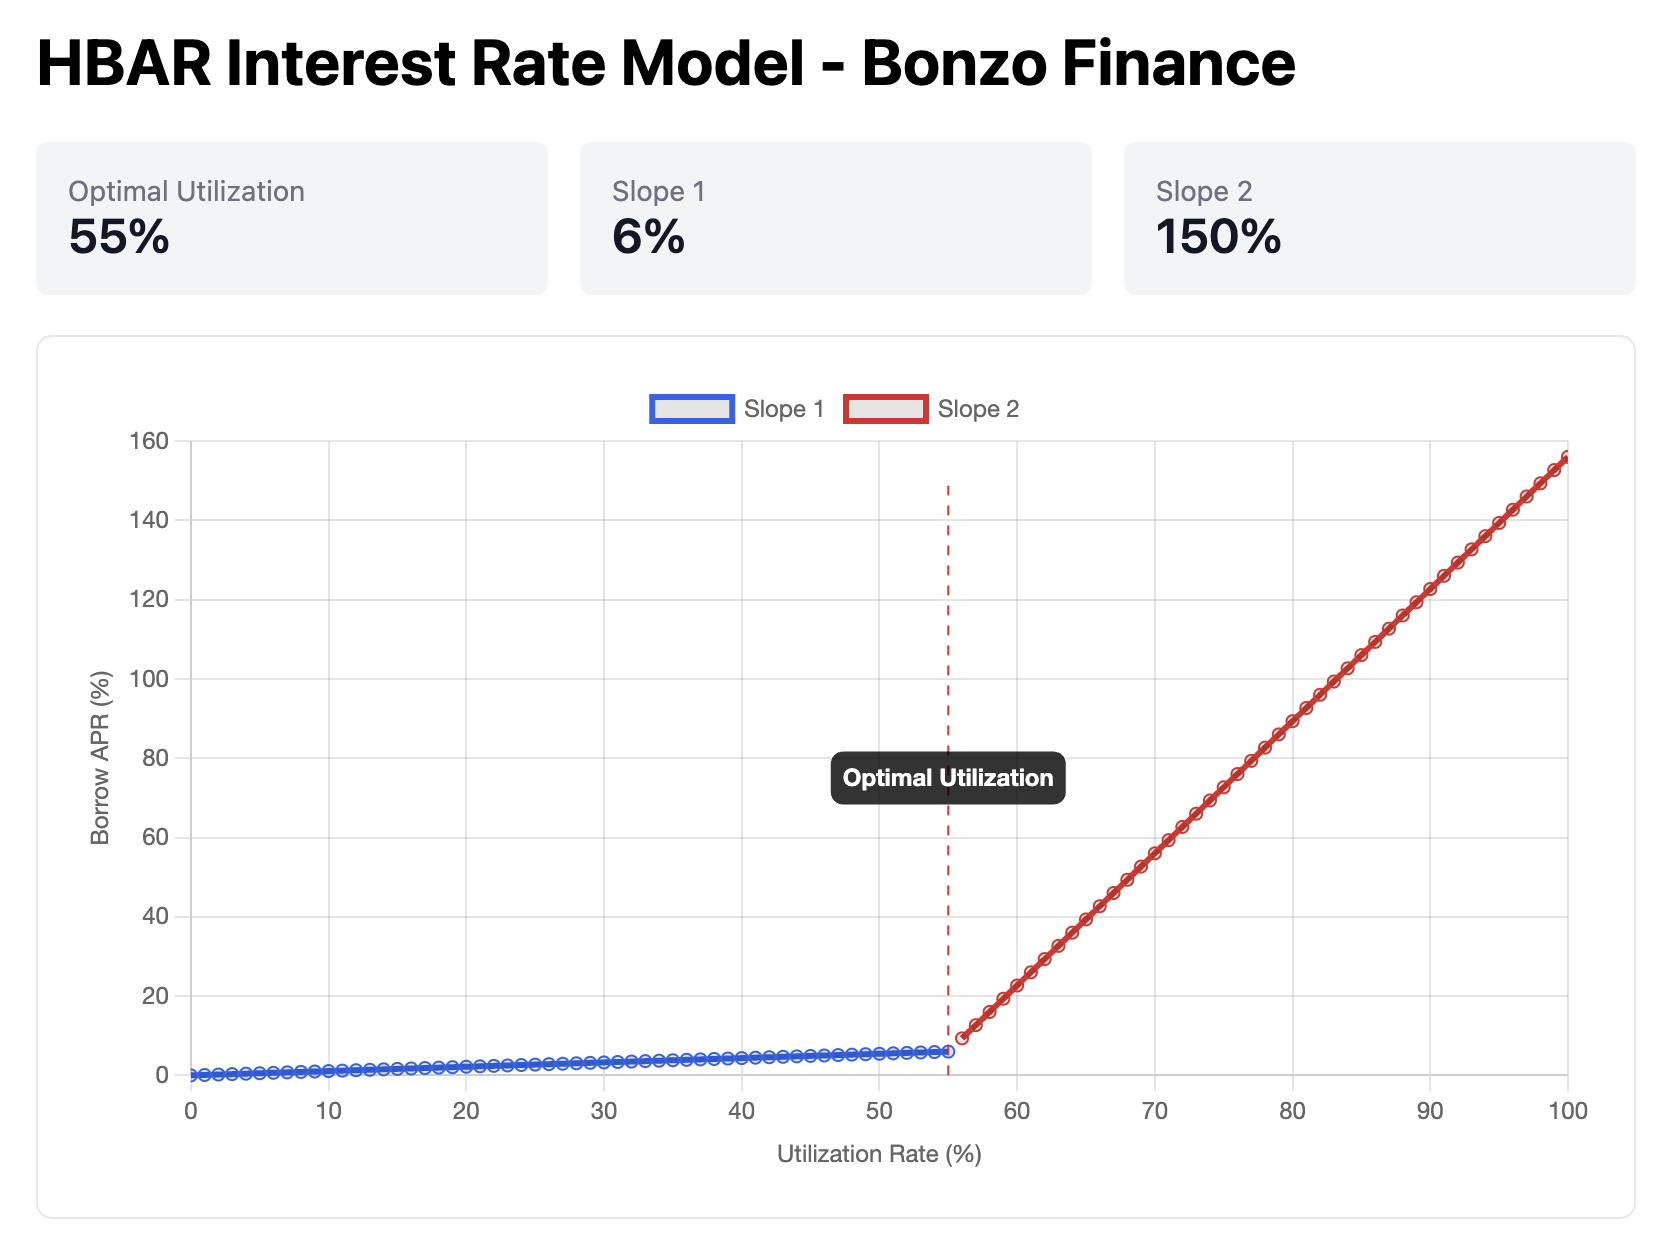 HBAR Interest Rate Model - Bonzo Finance
Optimal Utilization
55%
Slope 1
6%
Slope 2
150%
Slope 1
Slope 2
160
140
120
100
80
60
40
20
0
Borrow APR (%)
Optimal Utilization
0 10 20 30 40 50 60 70 80 90 100
Utilization Rate (%)